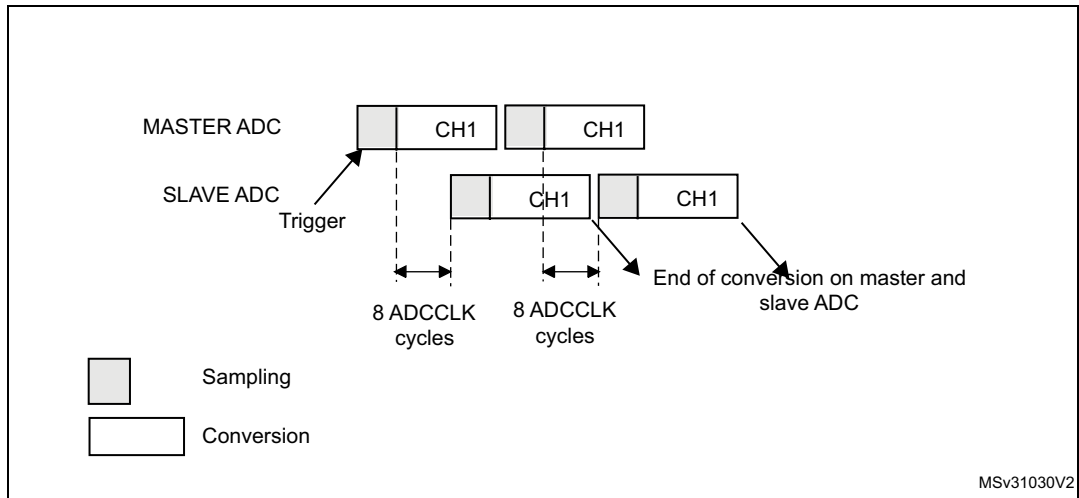 MASTER ADC
CH1
CH1
SLAVE ADC
CH1
CH1
Trigger
End of conversion on master and
slave ADC
8 ADCCLK
cycles
8 ADCCLK
cycles
Sampling
Conversion
MSv31030V2